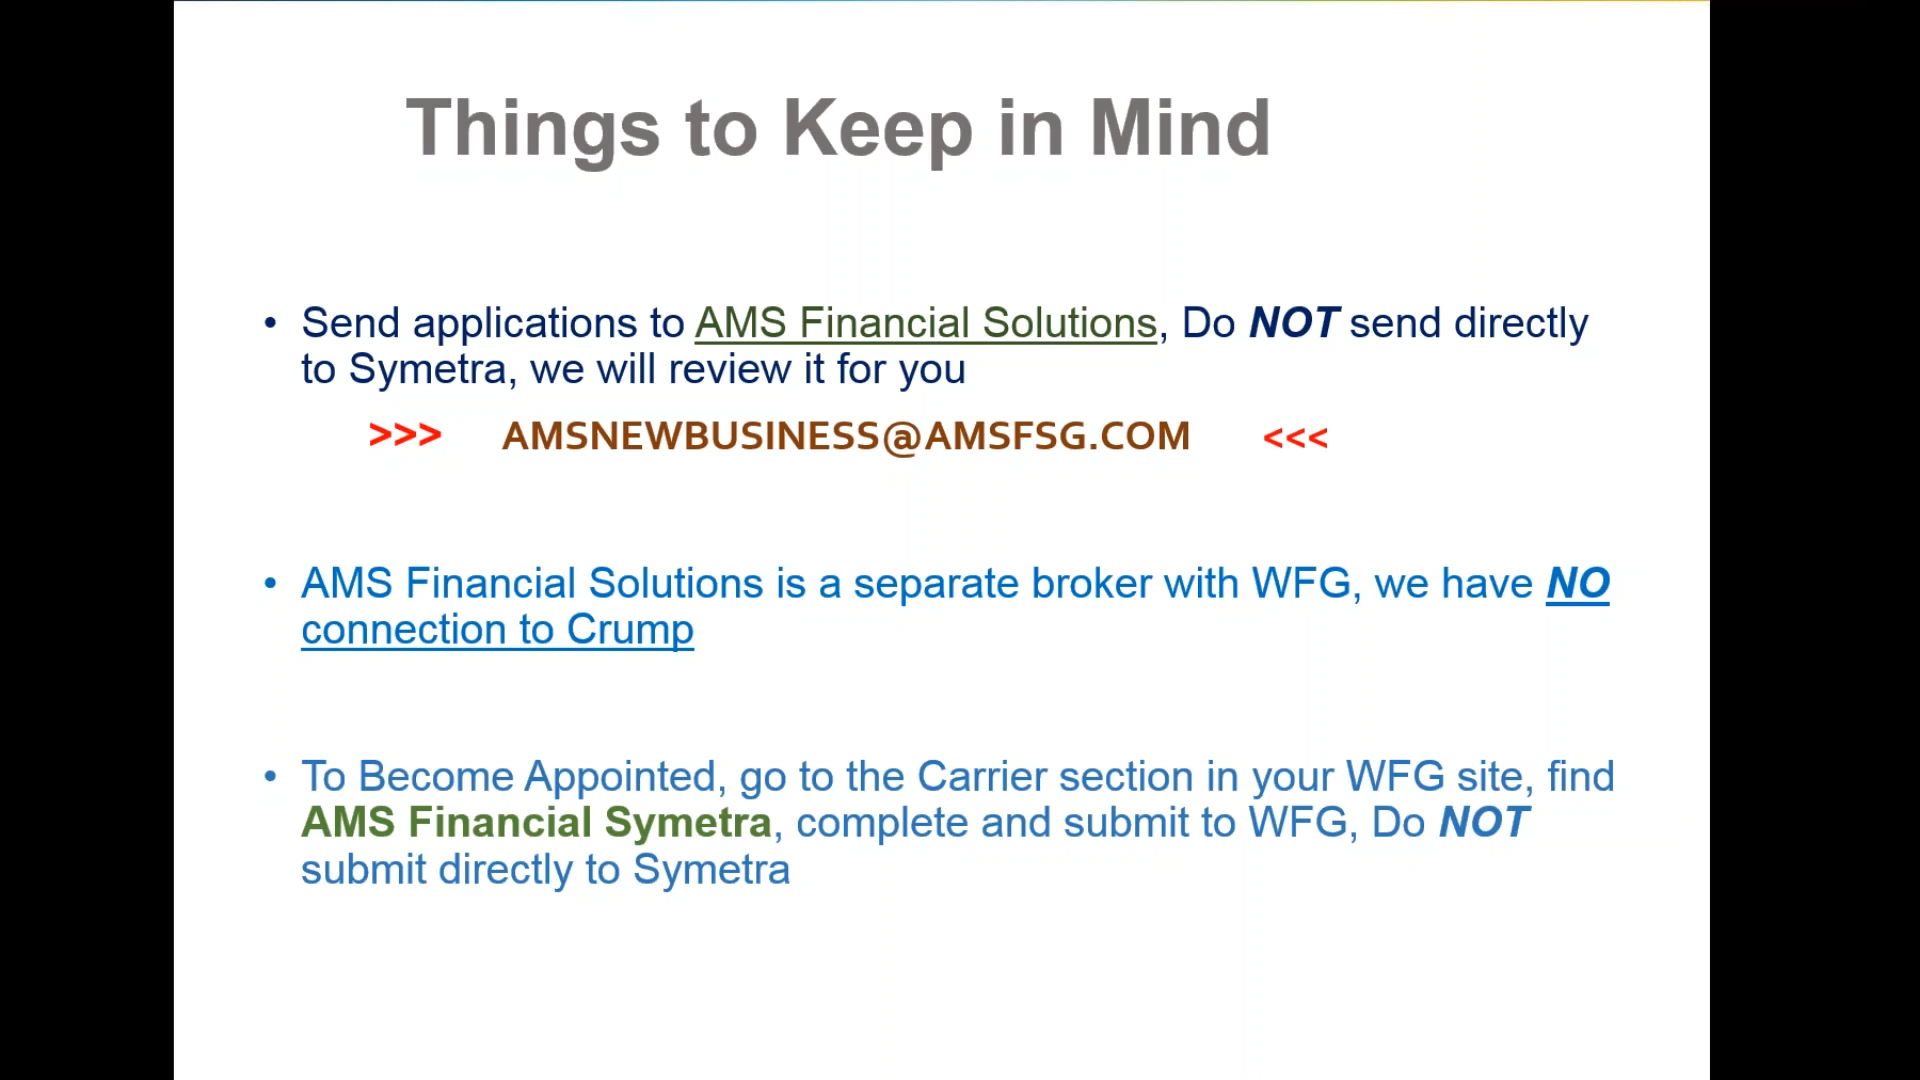 Things to Keep in Mind
• Send applications to AMS Financial Solutions, Do NOT send directly
to Symetra, we will review it for you
>>> AMSNEWBUSINESS@AMSFSG.COM <<<
• AMS Financial Solutions is a separate broker with WFG, we have NO
connection to Crump
• To Become Appointed, go to the Carrier section in your WFG site, find
AMS Financial Symetra, complete and submit to WFG, Do NOT
submit directly to Symetra